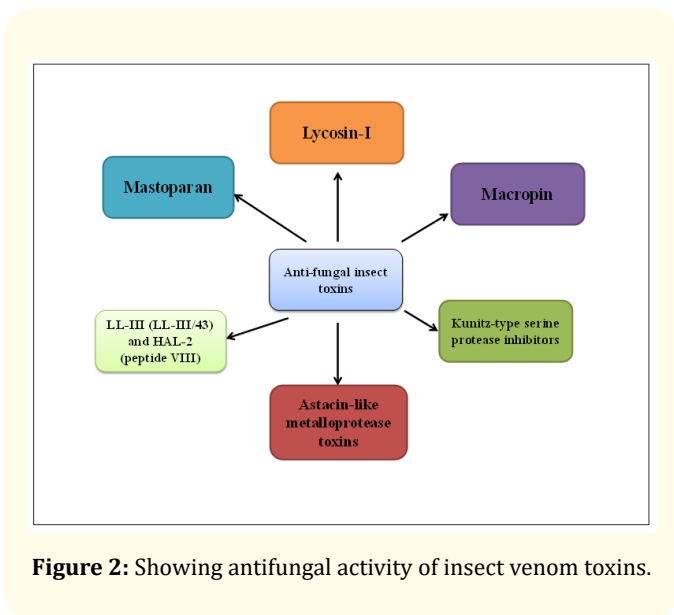 Lycosin-I
Mastoparan
Macropin
Anti-fungal insect
toxins
LL-III (LL-III/43)
and HAL-2
(peptide VIII)
Kunitz-type serine
protease inhibitors
Astacin-like
metalloprotease
toxins
Figure 2: Showing antifungal activity of insect venom toxins.